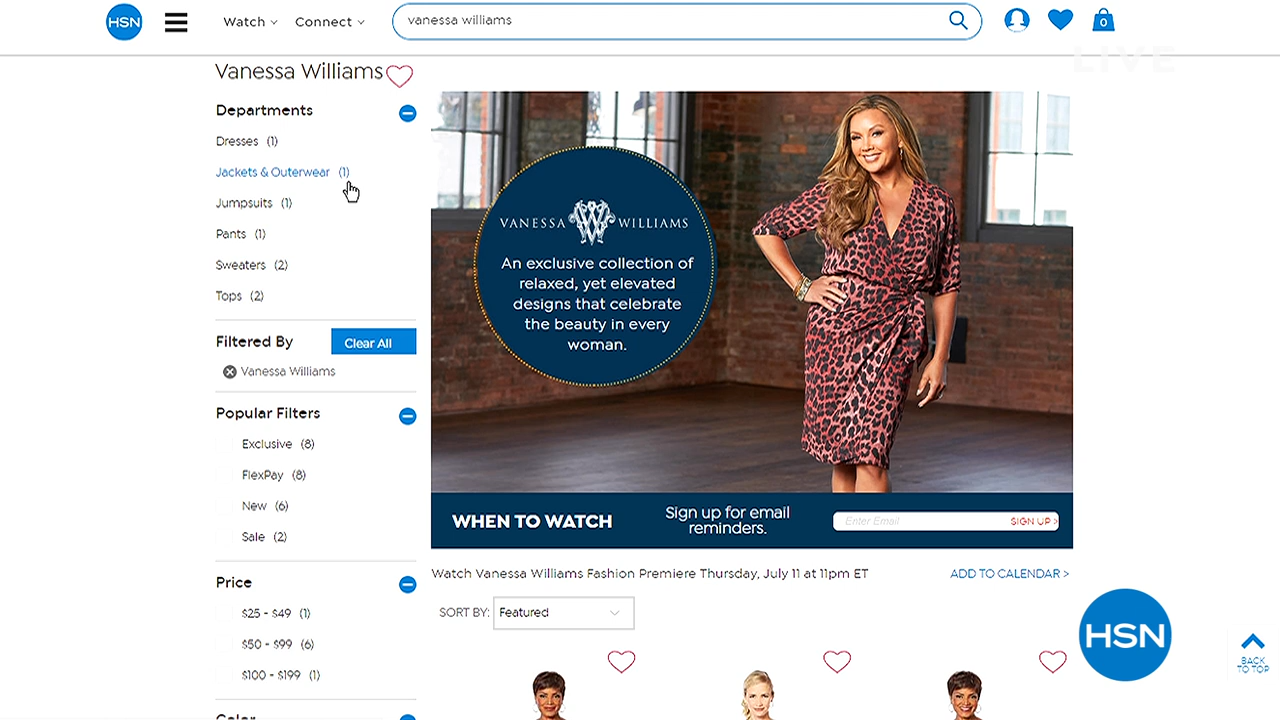 HSN
Watch
Connect
vanessa williams
0
LIVE
Vanessa Williams
Departments
Dresses (1)
Jackets & Outerwear (1)
Jumpsuits (1)
Pants (1)
Sweaters (2)
Tops (2)
Filtered By
Clear All
Vanessa Williams
Popular Filters
Exclusive (8)
FlexPay (8)
New (6)
Sale (2)
Price
$25 - $49 (1)
$50 - $99 (6)
$100 - $199 (1)
Color
VANESSA VW WILLIAMS
An exclusive collection of
relaxed, yet elevated
designs that celebrate
the beauty in every
woman.
WHEN TO WATCH
Sign up for email
reminders.
Enter Email
SIGN UP >
Watch Vanessa Williams Fashion Premiere Thursday, July 11 at 11pm ET
ADD TO CALENDAR >
SORT BY: Featured
HSN
BACK
TO TOP